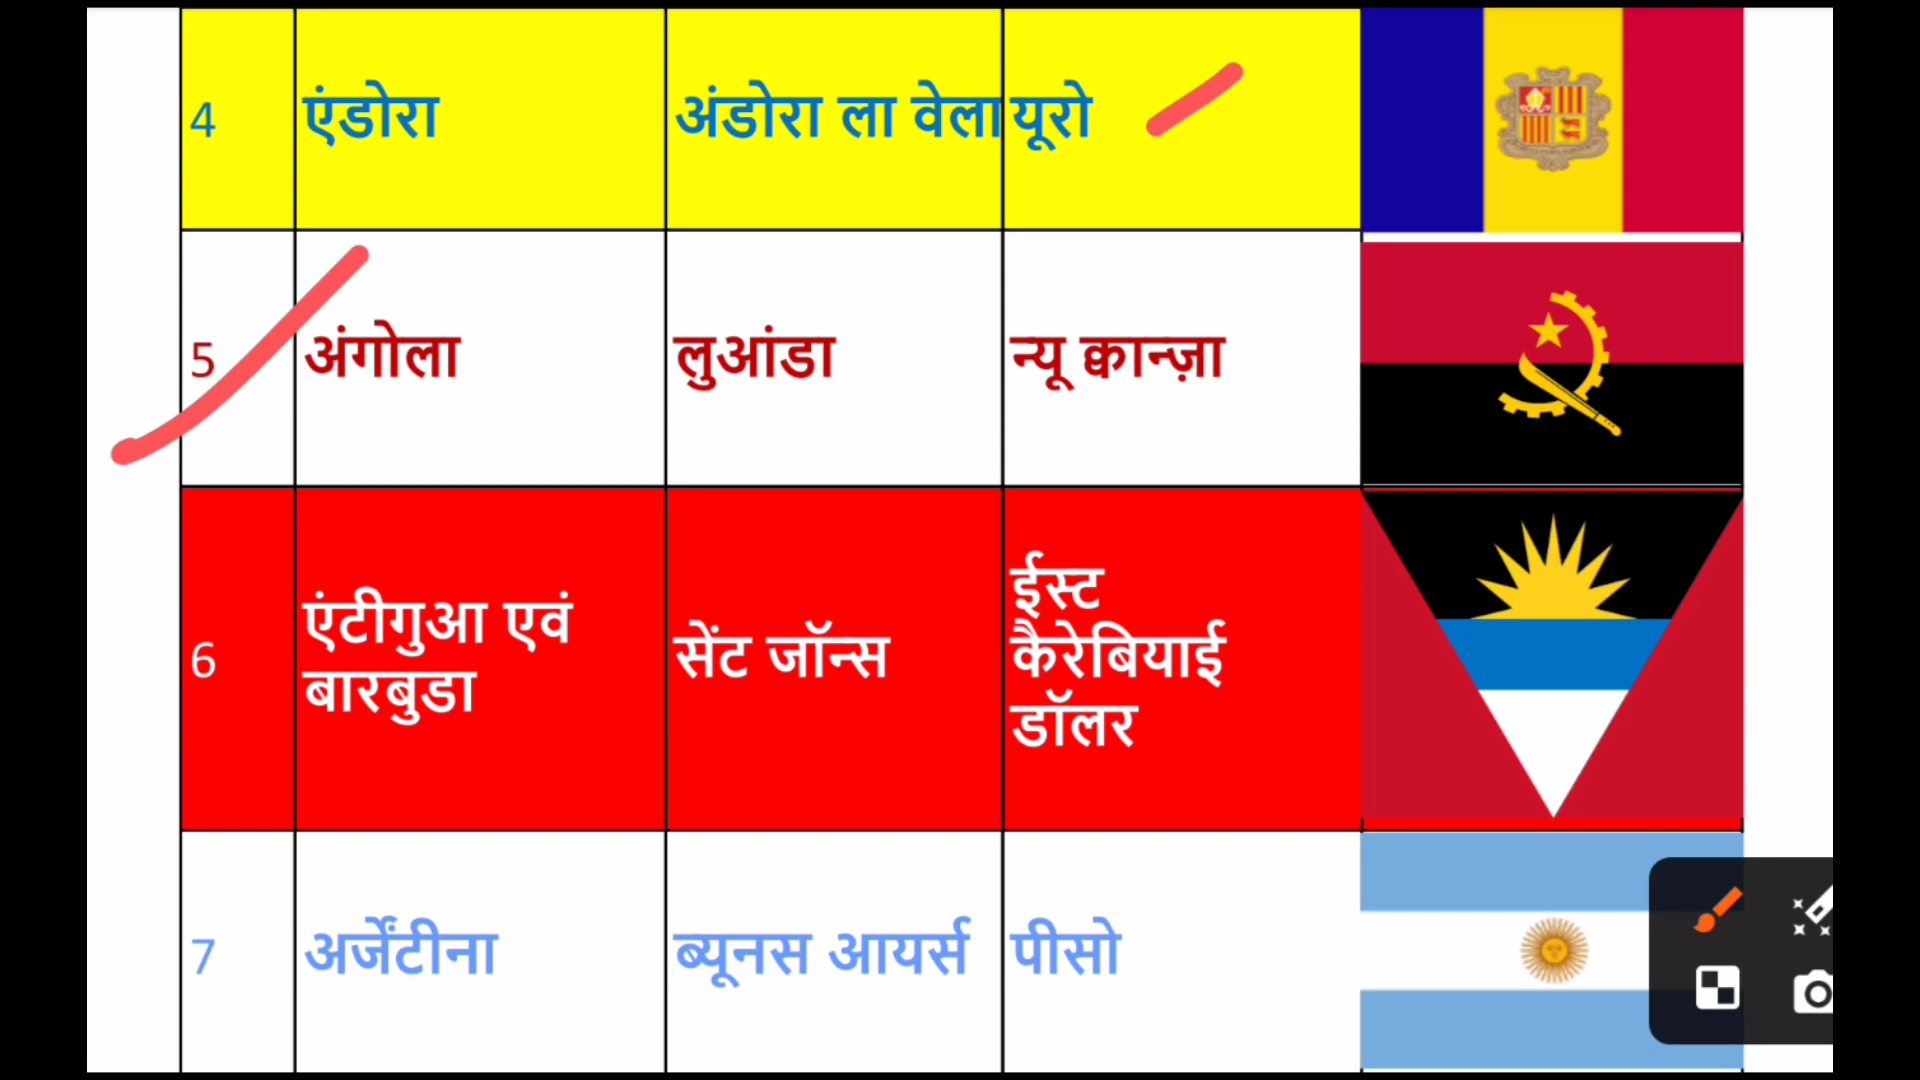 4 एंडोरा अंडोरा ला वेला यूरो
5 अंगोला लुआंडा न्यू क्वान्ज़ा
6 एंटीगुआ एवं बारबुडा सेंट जॉन्स ईस्ट कैरेबियाई डॉलर
7 अर्जेंटीना ब्यूनस आयर्स पीसो